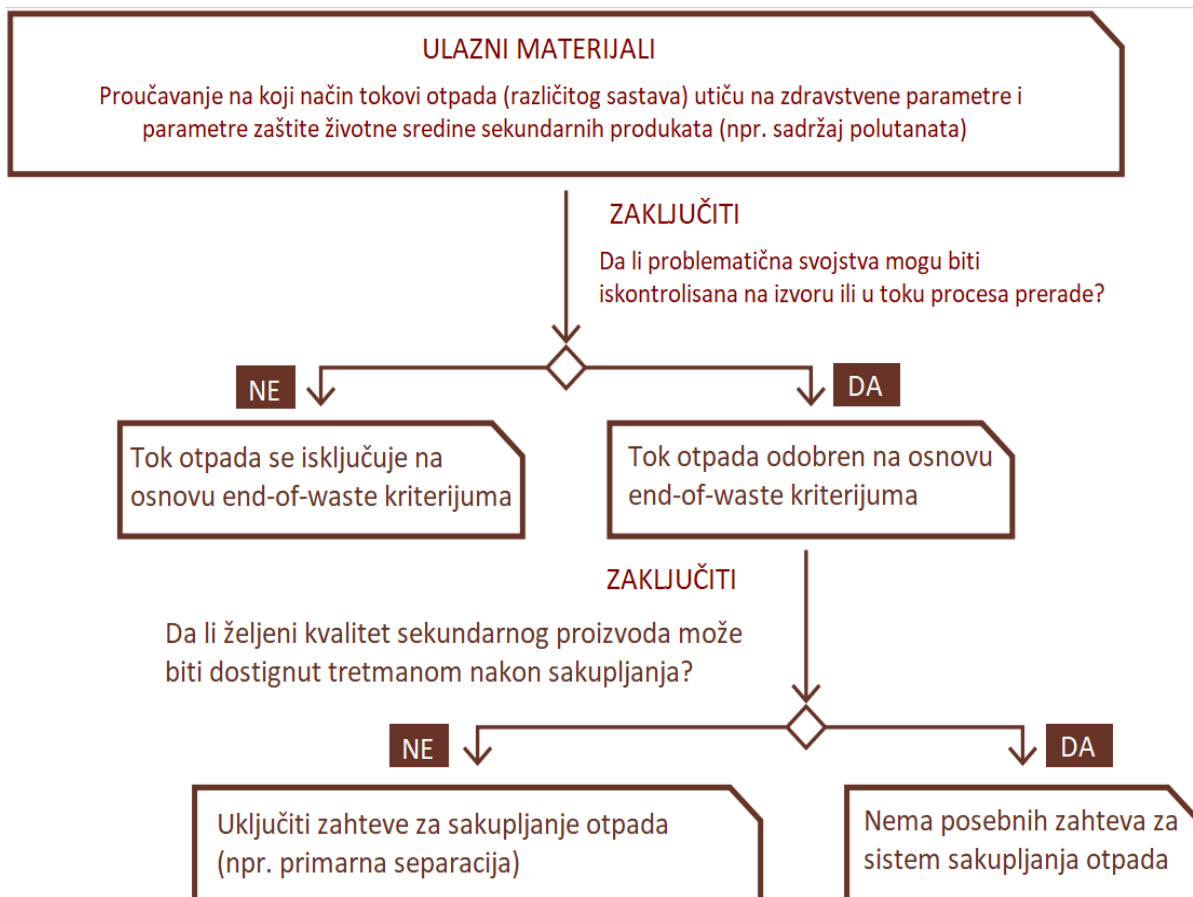 ULAZNI MATERIJALI
Proučavanje na koji način tokovi otpada (različitog sastava) utiču na zdravstvene parametre i
parametre zaštite životne sredine sekundarnih produkata (npr. sadržaj polutanata)
ZAKLJUČITI
Da li problematična svojstva mogu biti
iskontrolisana na izvoru ili u toku procesa prerade?
NE
DA
Tok otpada se isključuje na
osnovu end-of-waste kriterijuma
Tok otpada odobren na osnovu
end-of-waste kriterijuma
ZAKLJUČITI
Da li željeni kvalitet sekundarnog proizvoda može
biti dostignut tretmanom nakon sakupljanja?
NE
DA
Uključiti zahteve za sakupljanje otpada
(npr. primarna separacija)
Nema posebnih zahteva za
sistem sakupljanja otpada